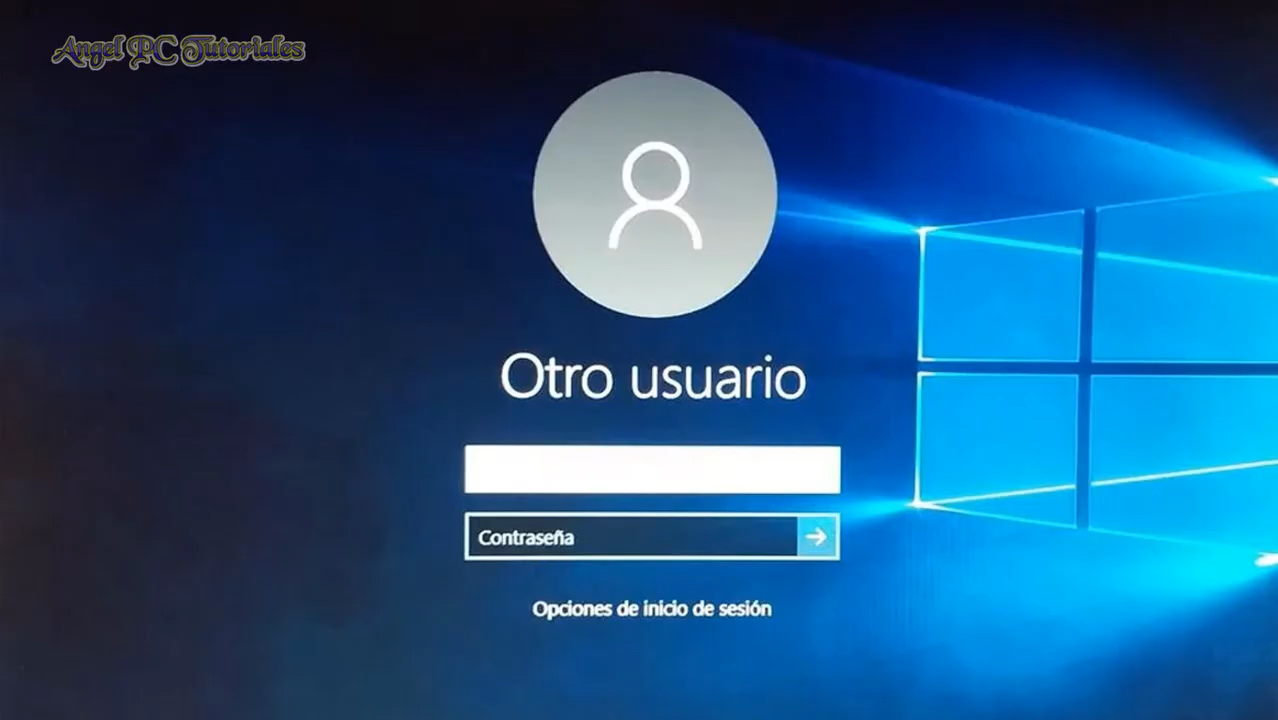 Angel PC Tutoriales
Otro usuario
Contraseña
Opciones de inicio de sesión